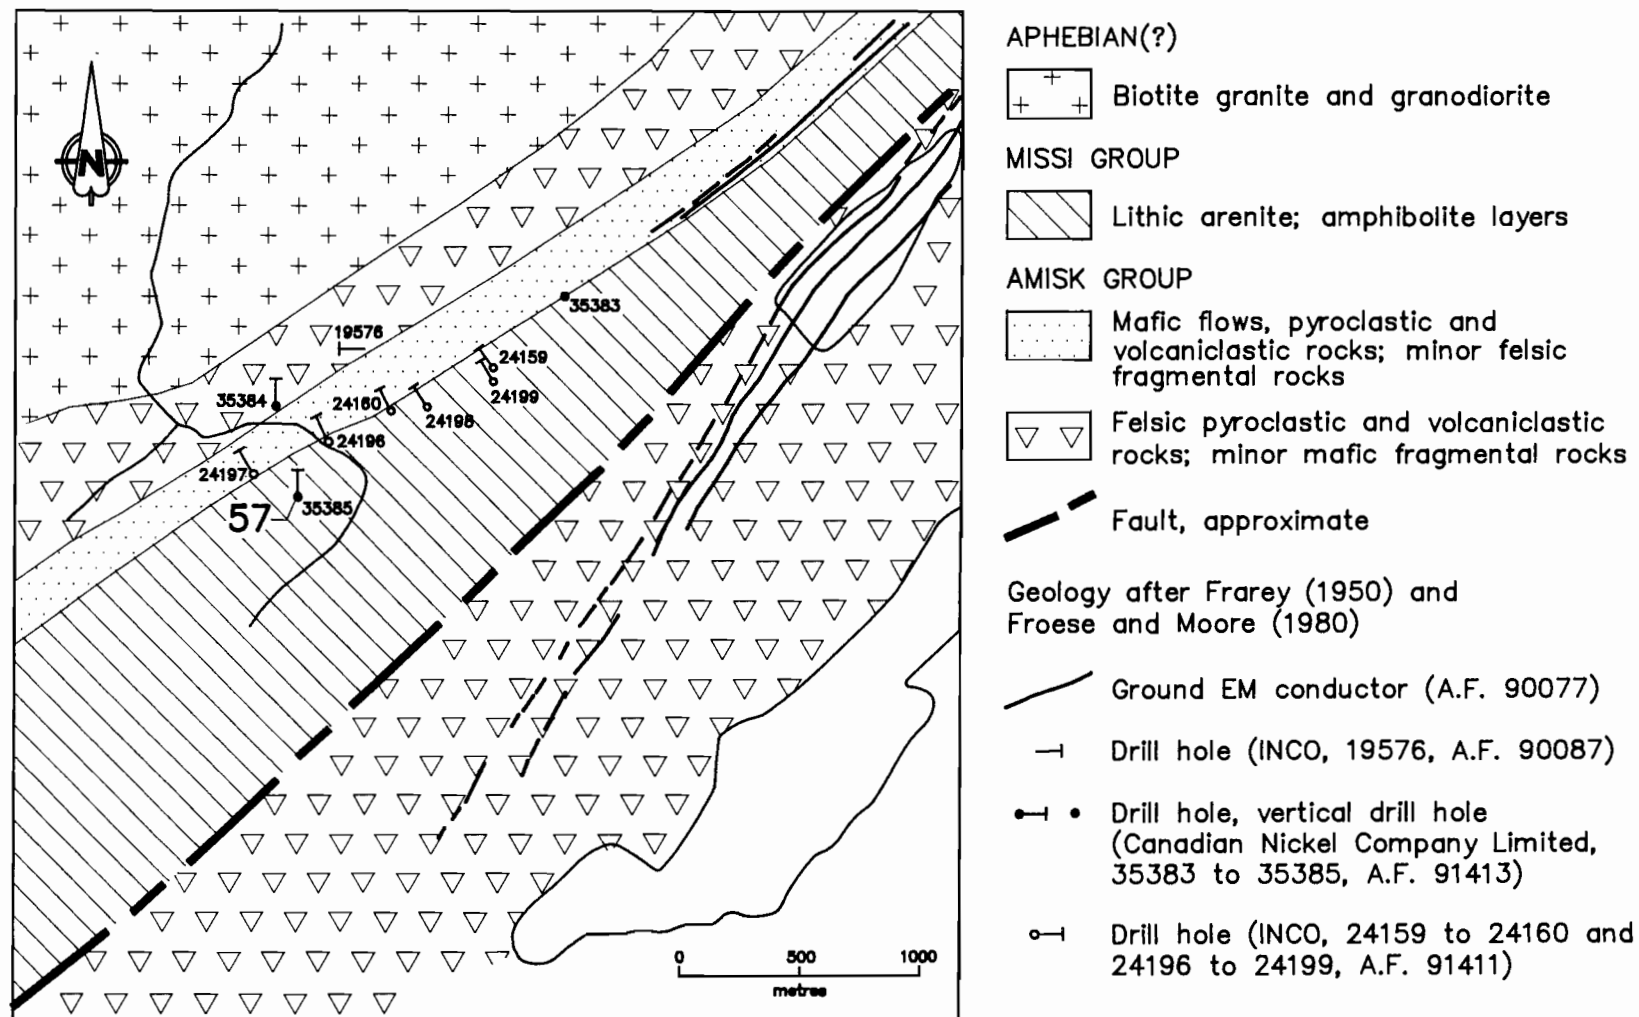 N
35383
19576
24159
24199
35384
24160
24198
24196
24197
35385
57
0 500 1000
metres
APHEBIAN(?)
Biotite granite and granodiorite
MISSI GROUP
Lithic arenite; amphibolite layers
AMISK GROUP
Mafic flows, pyroclastic and
volcaniclastic rocks; minor felsic
fragmental rocks
Felsic pyroclastic and volcaniclastic
rocks; minor mafic fragmental rocks
Fault, approximate
Geology after Frarey (1950) and
Froese and Moore (1980)
Ground EM conductor (A.F. 90077)
Drill hole (INCO, 19576, A.F. 90087)
Drill hole, vertical drill hole
(Canadian Nickel Company Limited,
35383 to 35385, A.F. 91413)
Drill hole (INCO, 24159 to 24160 and
24196 to 24199, A.F. 91411)